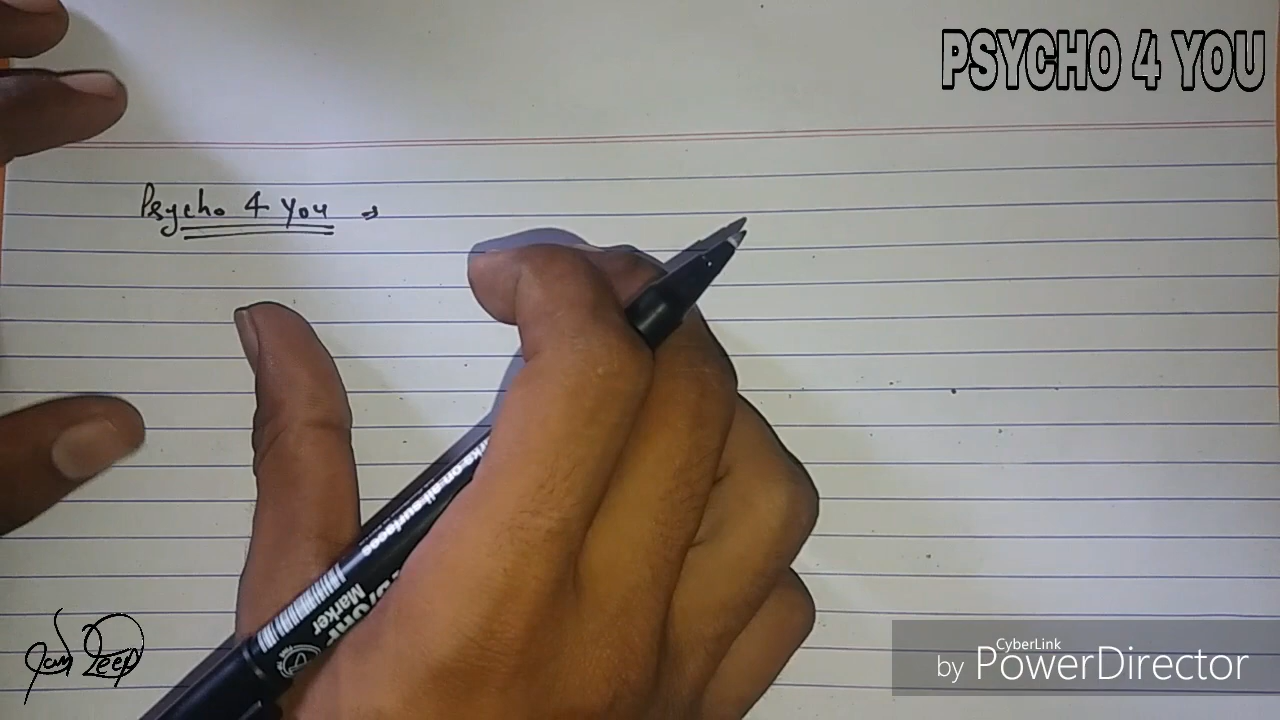 PSYCHO 4 YOU
Psycho 4 you →
Marker
CyberLink
by PowerDirector